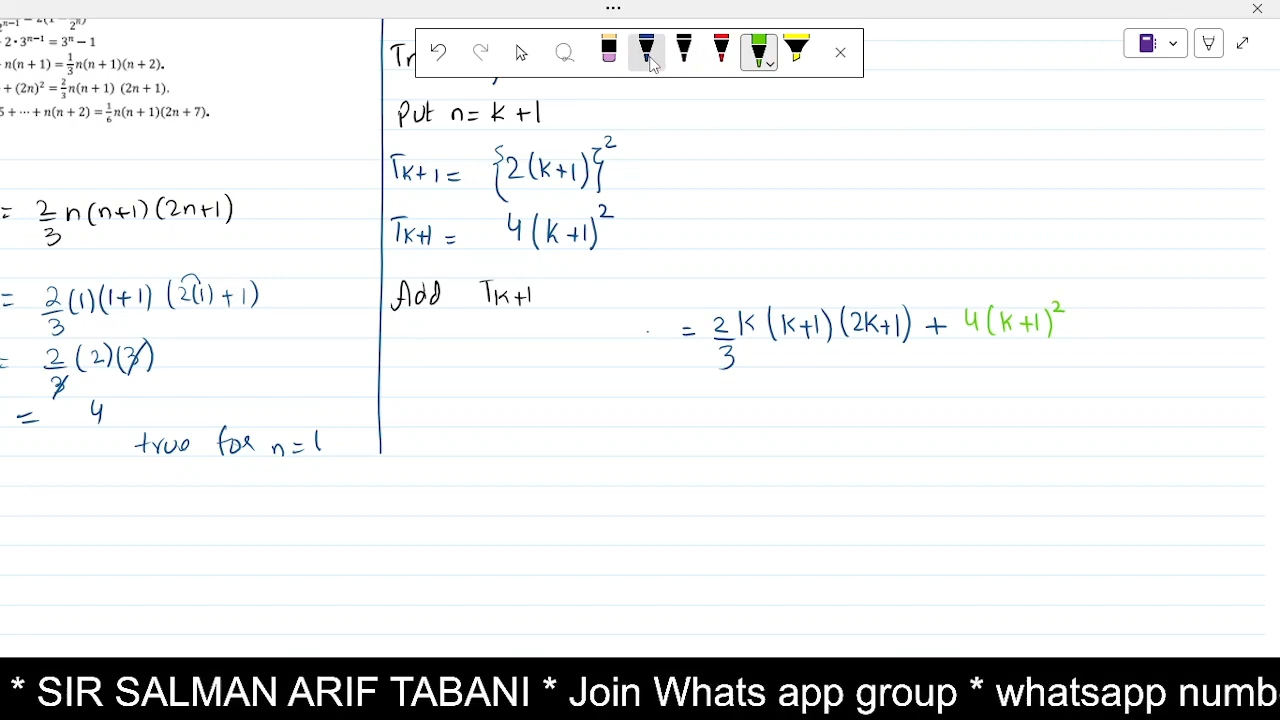 2 · 3ⁿ⁻¹ = 3ⁿ − 1
n(n + 1) = 1/3 n(n + 1)(n + 2).
+ (2n)² = 2/3 n(n + 1) (2n + 1).
5 + ⋯ + n(n + 2) = 1/6 n(n + 1)(2n + 7).
= 2/3 n(n+1)(2n+1)
= 2/3 (1)(1+1)(2(1)+1)
= 2/3 (2)(3)
= 4
true for n=1
Put n= k+1
Tk+1 = {2(k+1)}²
Tk+1 = 4(k+1)²
Add Tk+1
= 2/3 k(k+1)(2k+1) + 4(k+1)²
* SIR SALMAN ARIF TABANI * Join Whats app group * whatsapp numb